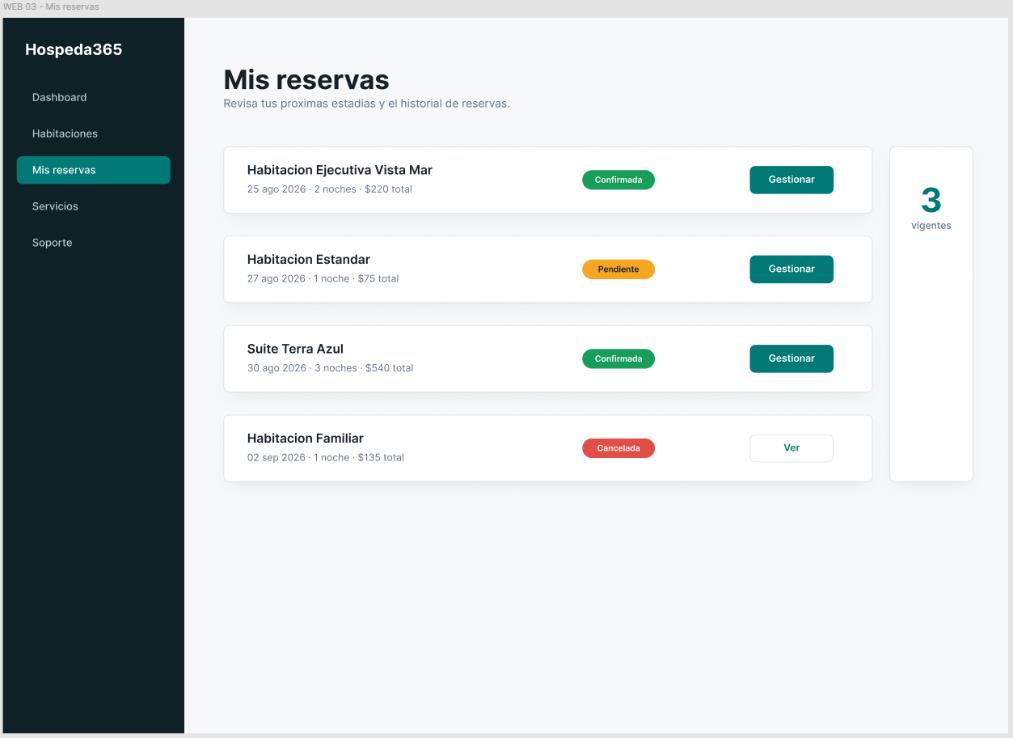 WEB 03 - Mis reservas
Hospeda365
Dashboard
Habitaciones
Mis reservas
Servicios
Soporte
Mis reservas
Revisa tus proximas estadias y el historial de reservas.
Habitacion Ejecutiva Vista Mar
25 ago 2026 · 2 noches · $220 total
Confirmada
Gestionar
Habitacion Estandar
27 ago 2026 · 1 noche · $75 total
Pendiente
Gestionar
Suite Terra Azul
30 ago 2026 · 3 noches · $540 total
Confirmada
Gestionar
Habitacion Familiar
02 sep 2026 · 1 noche · $135 total
Cancelada
Ver
3
vigentes